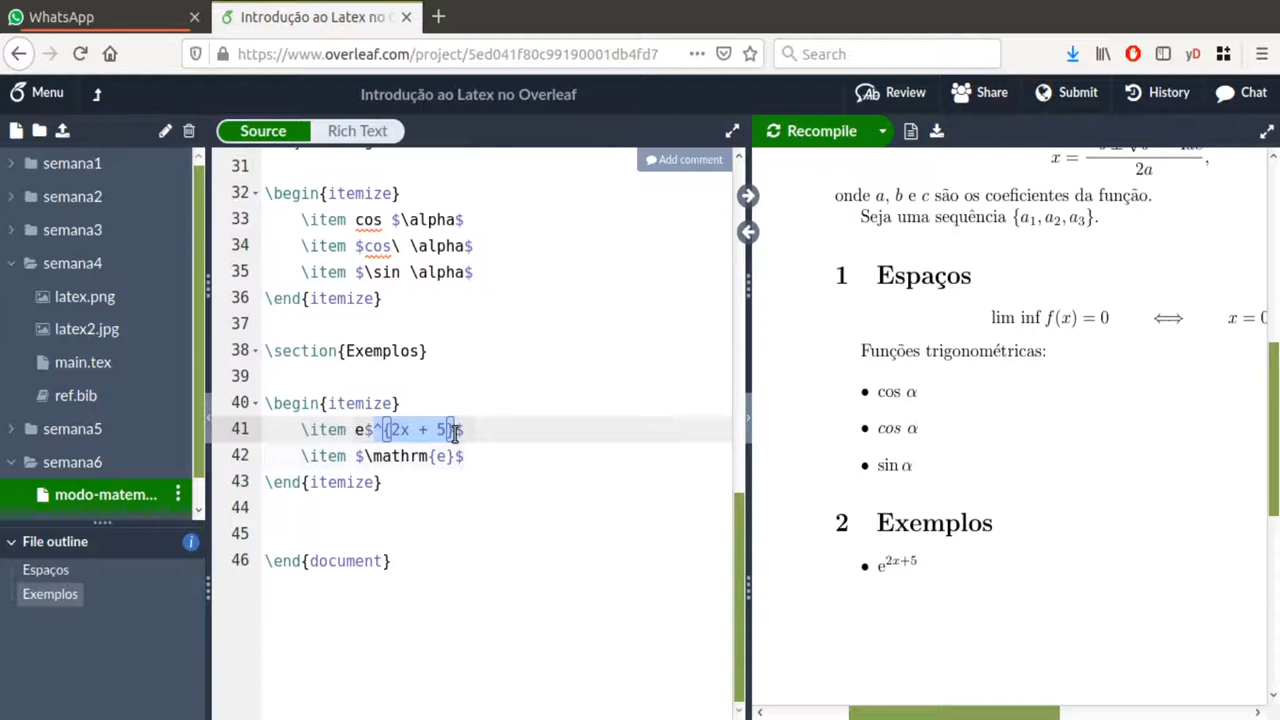 WhatsApp
Introdução ao Latex no
https://www.overleaf.com/project/5ed041f80c99190001db4fd7
Search
Menu
Introdução ao Latex no Overleaf
Review
Share
Submit
History
Chat
Source
Rich Text
Recompile
semana1
semana2
semana3
semana4
latex.png
latex2.jpg
main.tex
ref.bib
semana5
semana6
modo-matem...
File outline
Espaços
Exemplos
Add comment
31
32 \begin{itemize}
33 \item cos $\alpha$
34 \item $cos\ \alpha$
35 \item $\sin \alpha$
36 \end{itemize}
37
38 \section{Exemplos}
39
40 \begin{itemize}
41 \item e$^{2x + 5}$
42 \item $\mathrm{e}$
43 \end{itemize}
44
45
46 \end{document}
x =
2a ,
onde a, b e c são os coeficientes da função.
Seja uma sequência {a₁, a₂, a₃}.
1 Espaços
lim inf f(x) = 0 ⟺ x = 0
Funções trigonométricas:
• cos α
• cos α
• sin α
2 Exemplos
• e²ˣ⁺⁵